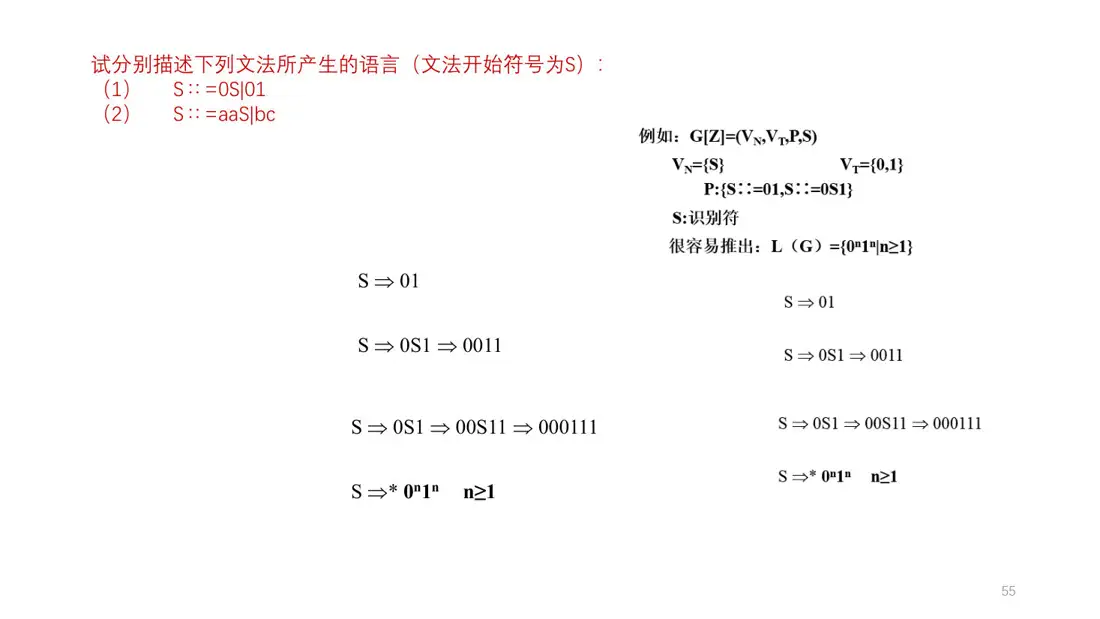 试分别描述下列文法所产生的语言（文法开始符号为S）:
（1） S∷=0S|01
（2） S∷=aaS|bc
例如：G[Z]=(VN,VT,P,S)
VN={S} VT={0,1}
P:{S∷=01,S∷=0S1}
S:识别符
很容易推出：L（G）={0ⁿ1ⁿ|n≥1}
S ⇒ 01
S ⇒ 0S1 ⇒ 0011
S ⇒ 0S1 ⇒ 00S11 ⇒ 000111
S ⇒* 0ⁿ1ⁿ n≥1
S ⇒ 01
S ⇒ 0S1 ⇒ 0011
S ⇒ 0S1 ⇒ 00S11 ⇒ 000111
S ⇒* 0ⁿ1ⁿ n≥1
55